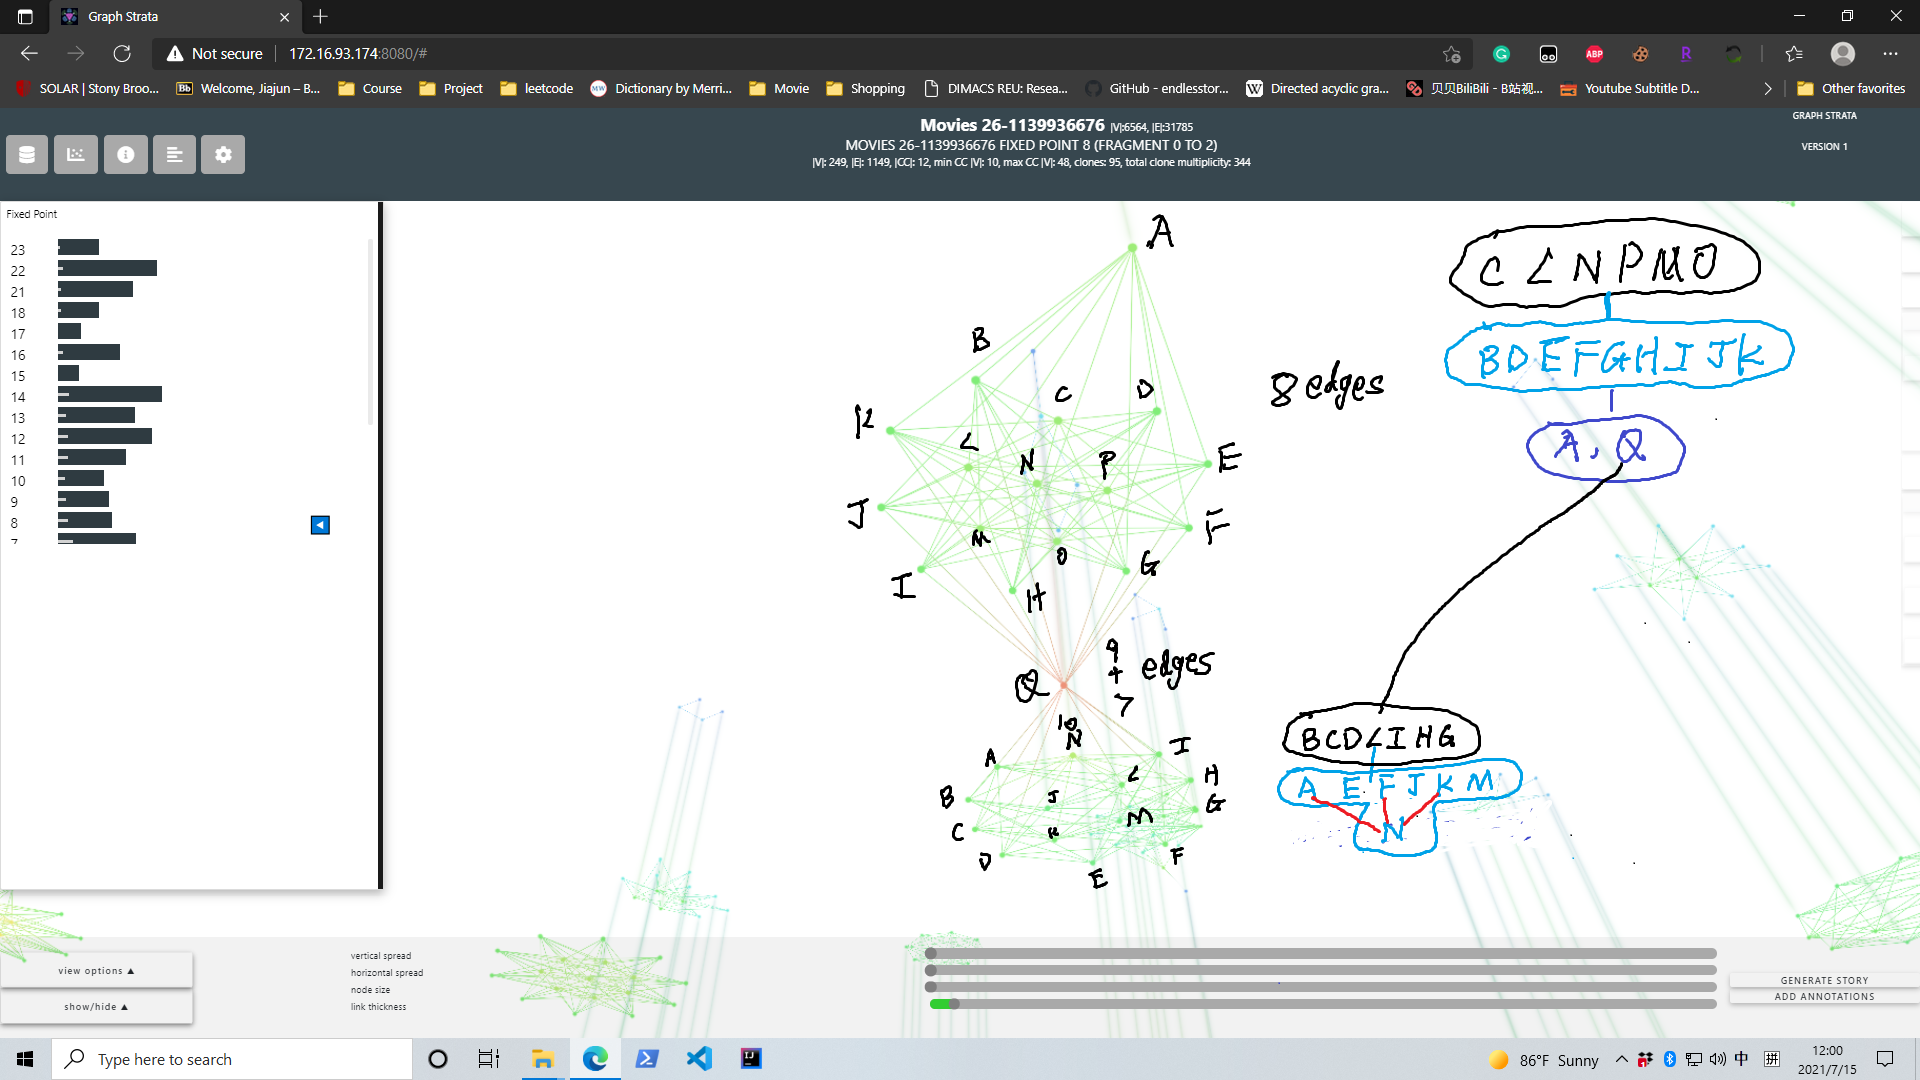 Graph Strata
Not secure 172.16.93.174:8080/#
SOLAR | Stony Broo...
Welcome, Jiajun – B...
Course
Project
leetcode
Dictionary by Merri...
Movie
Shopping
DIMACS REU: Resea...
GitHub - endlesstor...
Directed acyclic gra...
贝贝BiliBili - B站视...
Youtube Subtitle D...
Other favorites
Movies 26-1139936676 |V|:6564, |E|:31785
MOVIES 26-1139936676 FIXED POINT 8 (FRAGMENT 0 TO 2)
|V|: 249, |E|: 1149, |CC|: 12, min CC |V|: 10, max CC |V|: 48, clones: 95, total clone multiplicity: 344
GRAPH STRATA
VERSION 1
Fixed Point
23
22
21
18
17
16
15
14
13
12
11
10
9
8
7
A
B
C
D
K
L
N
P
E
J
M
O
F
I
H
G
8 edges
Q
9 + 7 edges
10
N
A
I
L
H
B
J
G
C
K
M
D
F
E
C L N P M O
B D E F G H I J K
A, Q
B C D L I H G
A E F J K M
N
view options ▲
show/hide ▲
vertical spread
horizontal spread
node size
link thickness
GENERATE STORY
ADD ANNOTATIONS
Type here to search
86°F Sunny
中
拼
12:00
2021/7/15